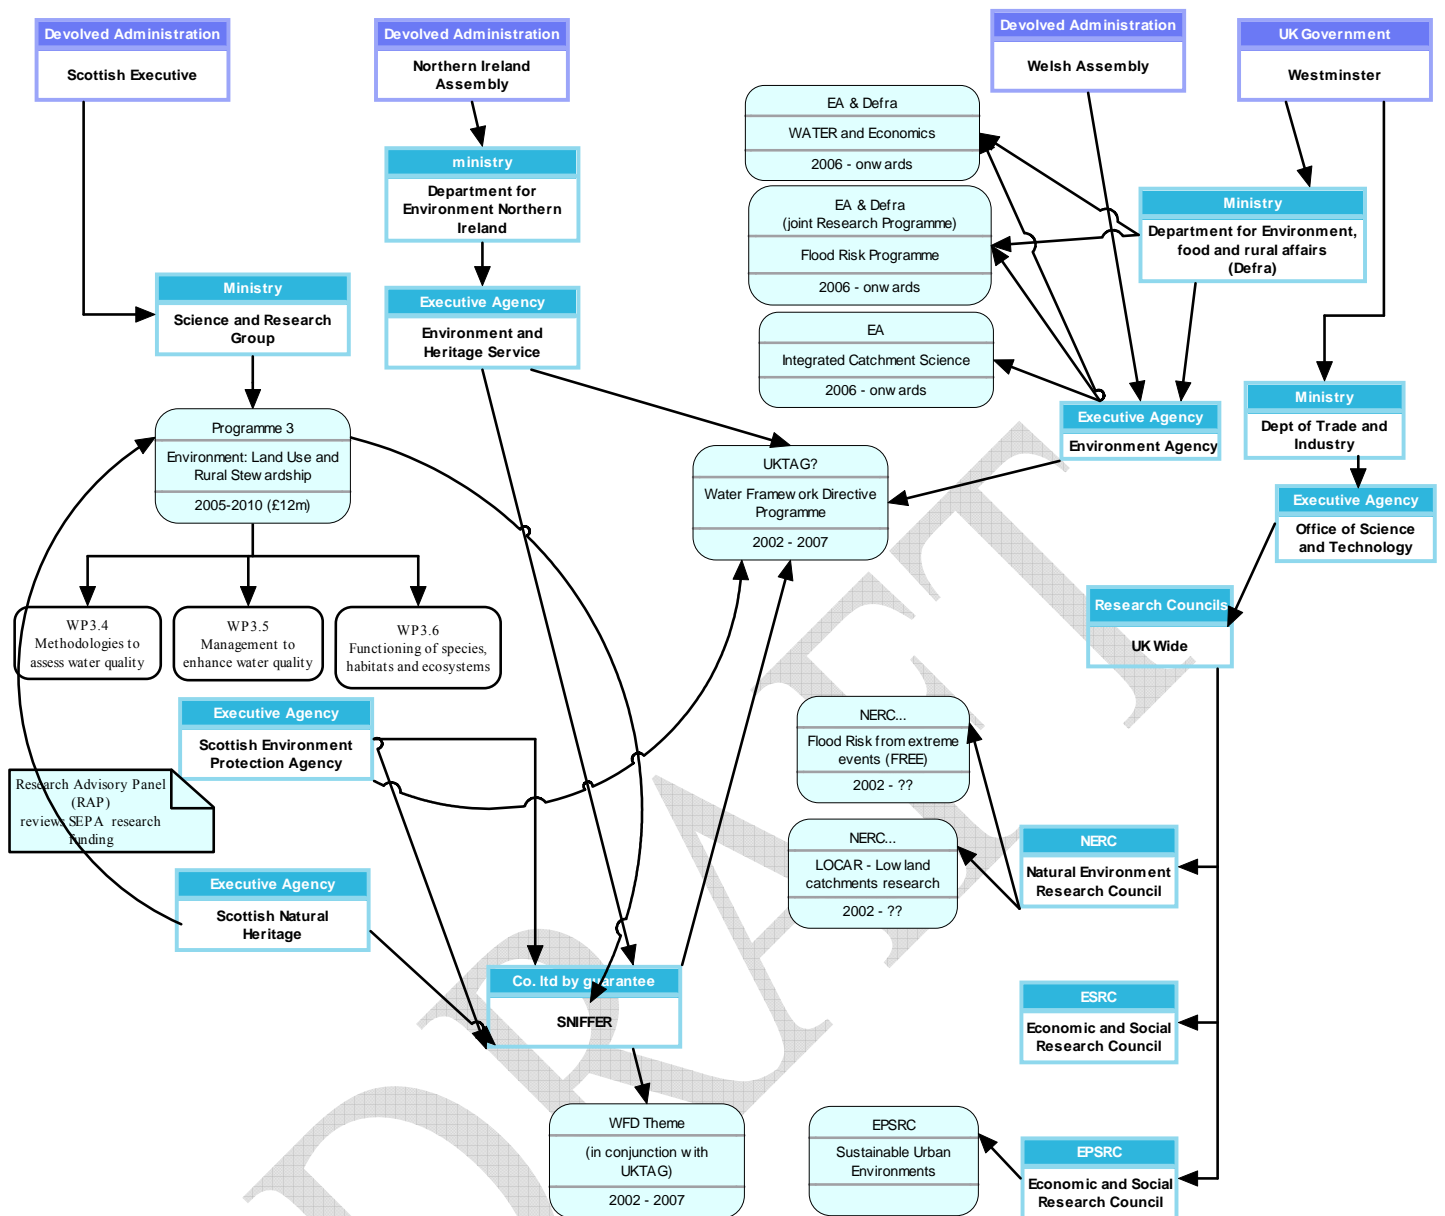 Devolved Administration
Scottish Executive
Devolved Administration
Northern Ireland
Assembly
Devolved Administration
Welsh Assembly
UK Government
Westminster
EA & Defra
WATER and Economics
2006 - onwards
ministry
Department for
Environment Northern
Ireland
EA & Defra
(joint Research Programme)
Flood Risk Programme
2006 - onwards
Ministry
Department for Environment,
food and rural affairs
(Defra)
Ministry
Science and Research
Group
Executive Agency
Environment and
Heritage Service
EA
Integrated Catchment Science
2006 - onwards
Executive Agency
Environment Agency
Ministry
Dept of Trade and
Industry
Programme 3
Environment: Land Use and
Rural Stewardship
2005-2010 (£12m)
UKTAG?
Water Framework Directive
Programme
2002 - 2007
Executive Agency
Office of Science
and Technology
WP3.4
Methodologies to
assess water quality
WP3.5
Management to
enhance water quality
WP3.6
Functioning of species,
habitats and ecosystems
Research Councils
UK Wide
Executive Agency
Scottish Environment
Protection Agency
NERC...
Flood Risk from extreme
events (FREE)
2002 - ??
Research Advisory Panel
(RAP)
reviews SEPA research
funding
NERC...
LOCAR - Lowland
catchments research
2002 - ??
NERC
Natural Environment
Research Council
Executive Agency
Scottish Natural
Heritage
Co. ltd by guarantee
SNIFFER
ESRC
Economic and Social
Research Council
WFD Theme
(in conjunction with
UKTAG)
2002 - 2007
EPSRC
Sustainable Urban
Environments
EPSRC
Economic and Social
Research Council
DRAFT